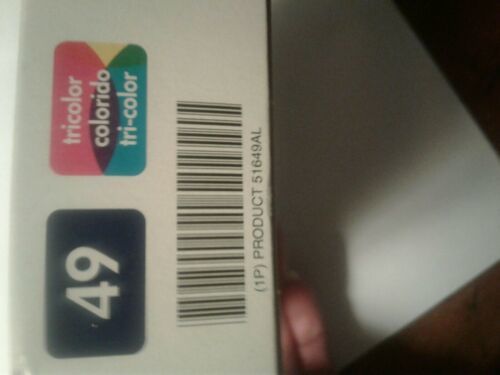 tricolor
colorido
tri-color
49
(1P) PRODUCT 51649AL